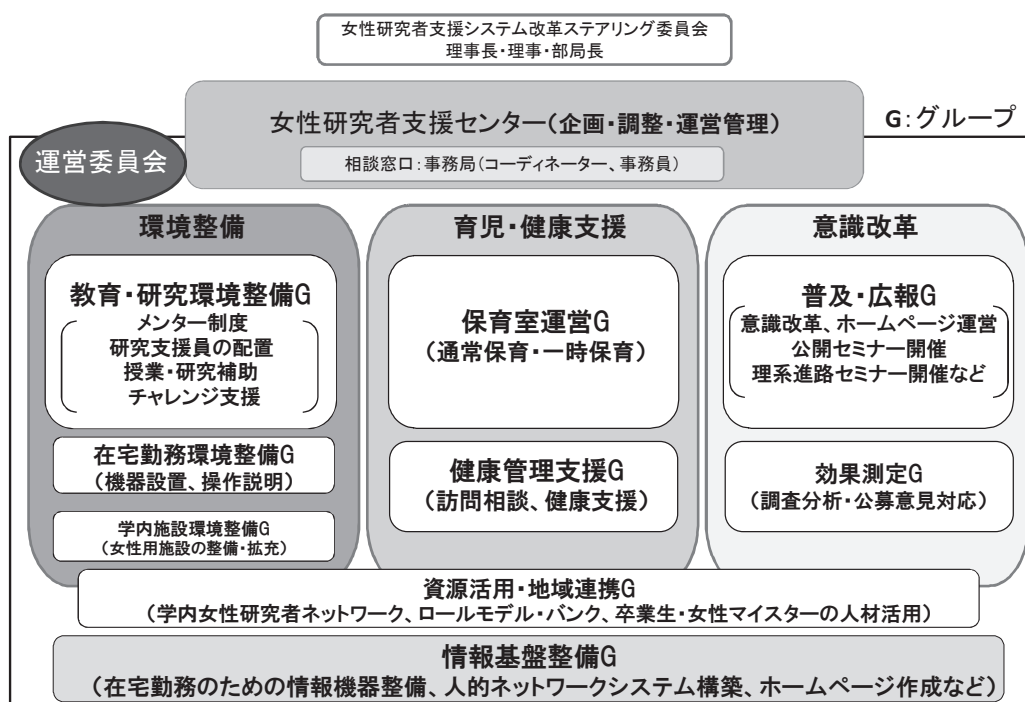 女性研究者支援システム改革ステアリング委員会
理事長・理事・部局長
女性研究者支援センター(企画・調整・運営管理)
G:グループ
運営委員会
相談窓口:事務局(コーディネーター、事務員)
環境整備
教育・研究環境整備G
メンター制度
研究支援員の配置
授業・研究補助
チャレンジ支援
在宅勤務環境整備G
(機器設置、操作説明)
学内施設環境整備G
(女性用施設の整備・拡充)
育児・健康支援
保育室運営G
(通常保育・一時保育)
健康管理支援G
(訪問相談、健康支援)
意識改革
普及・広報G
意識改革、ホームページ運営
公開セミナー開催
理系進路セミナー開催など
効果測定G
(調査分析・公募意見対応)
資源活用・地域連携G
(学内女性研究者ネットワーク、ロールモデル・バンク、卒業生・女性マイスターの人材活用)
情報基盤整備G
(在宅勤務のための情報機器整備、人的ネットワークシステム構築、ホームページ作成など)